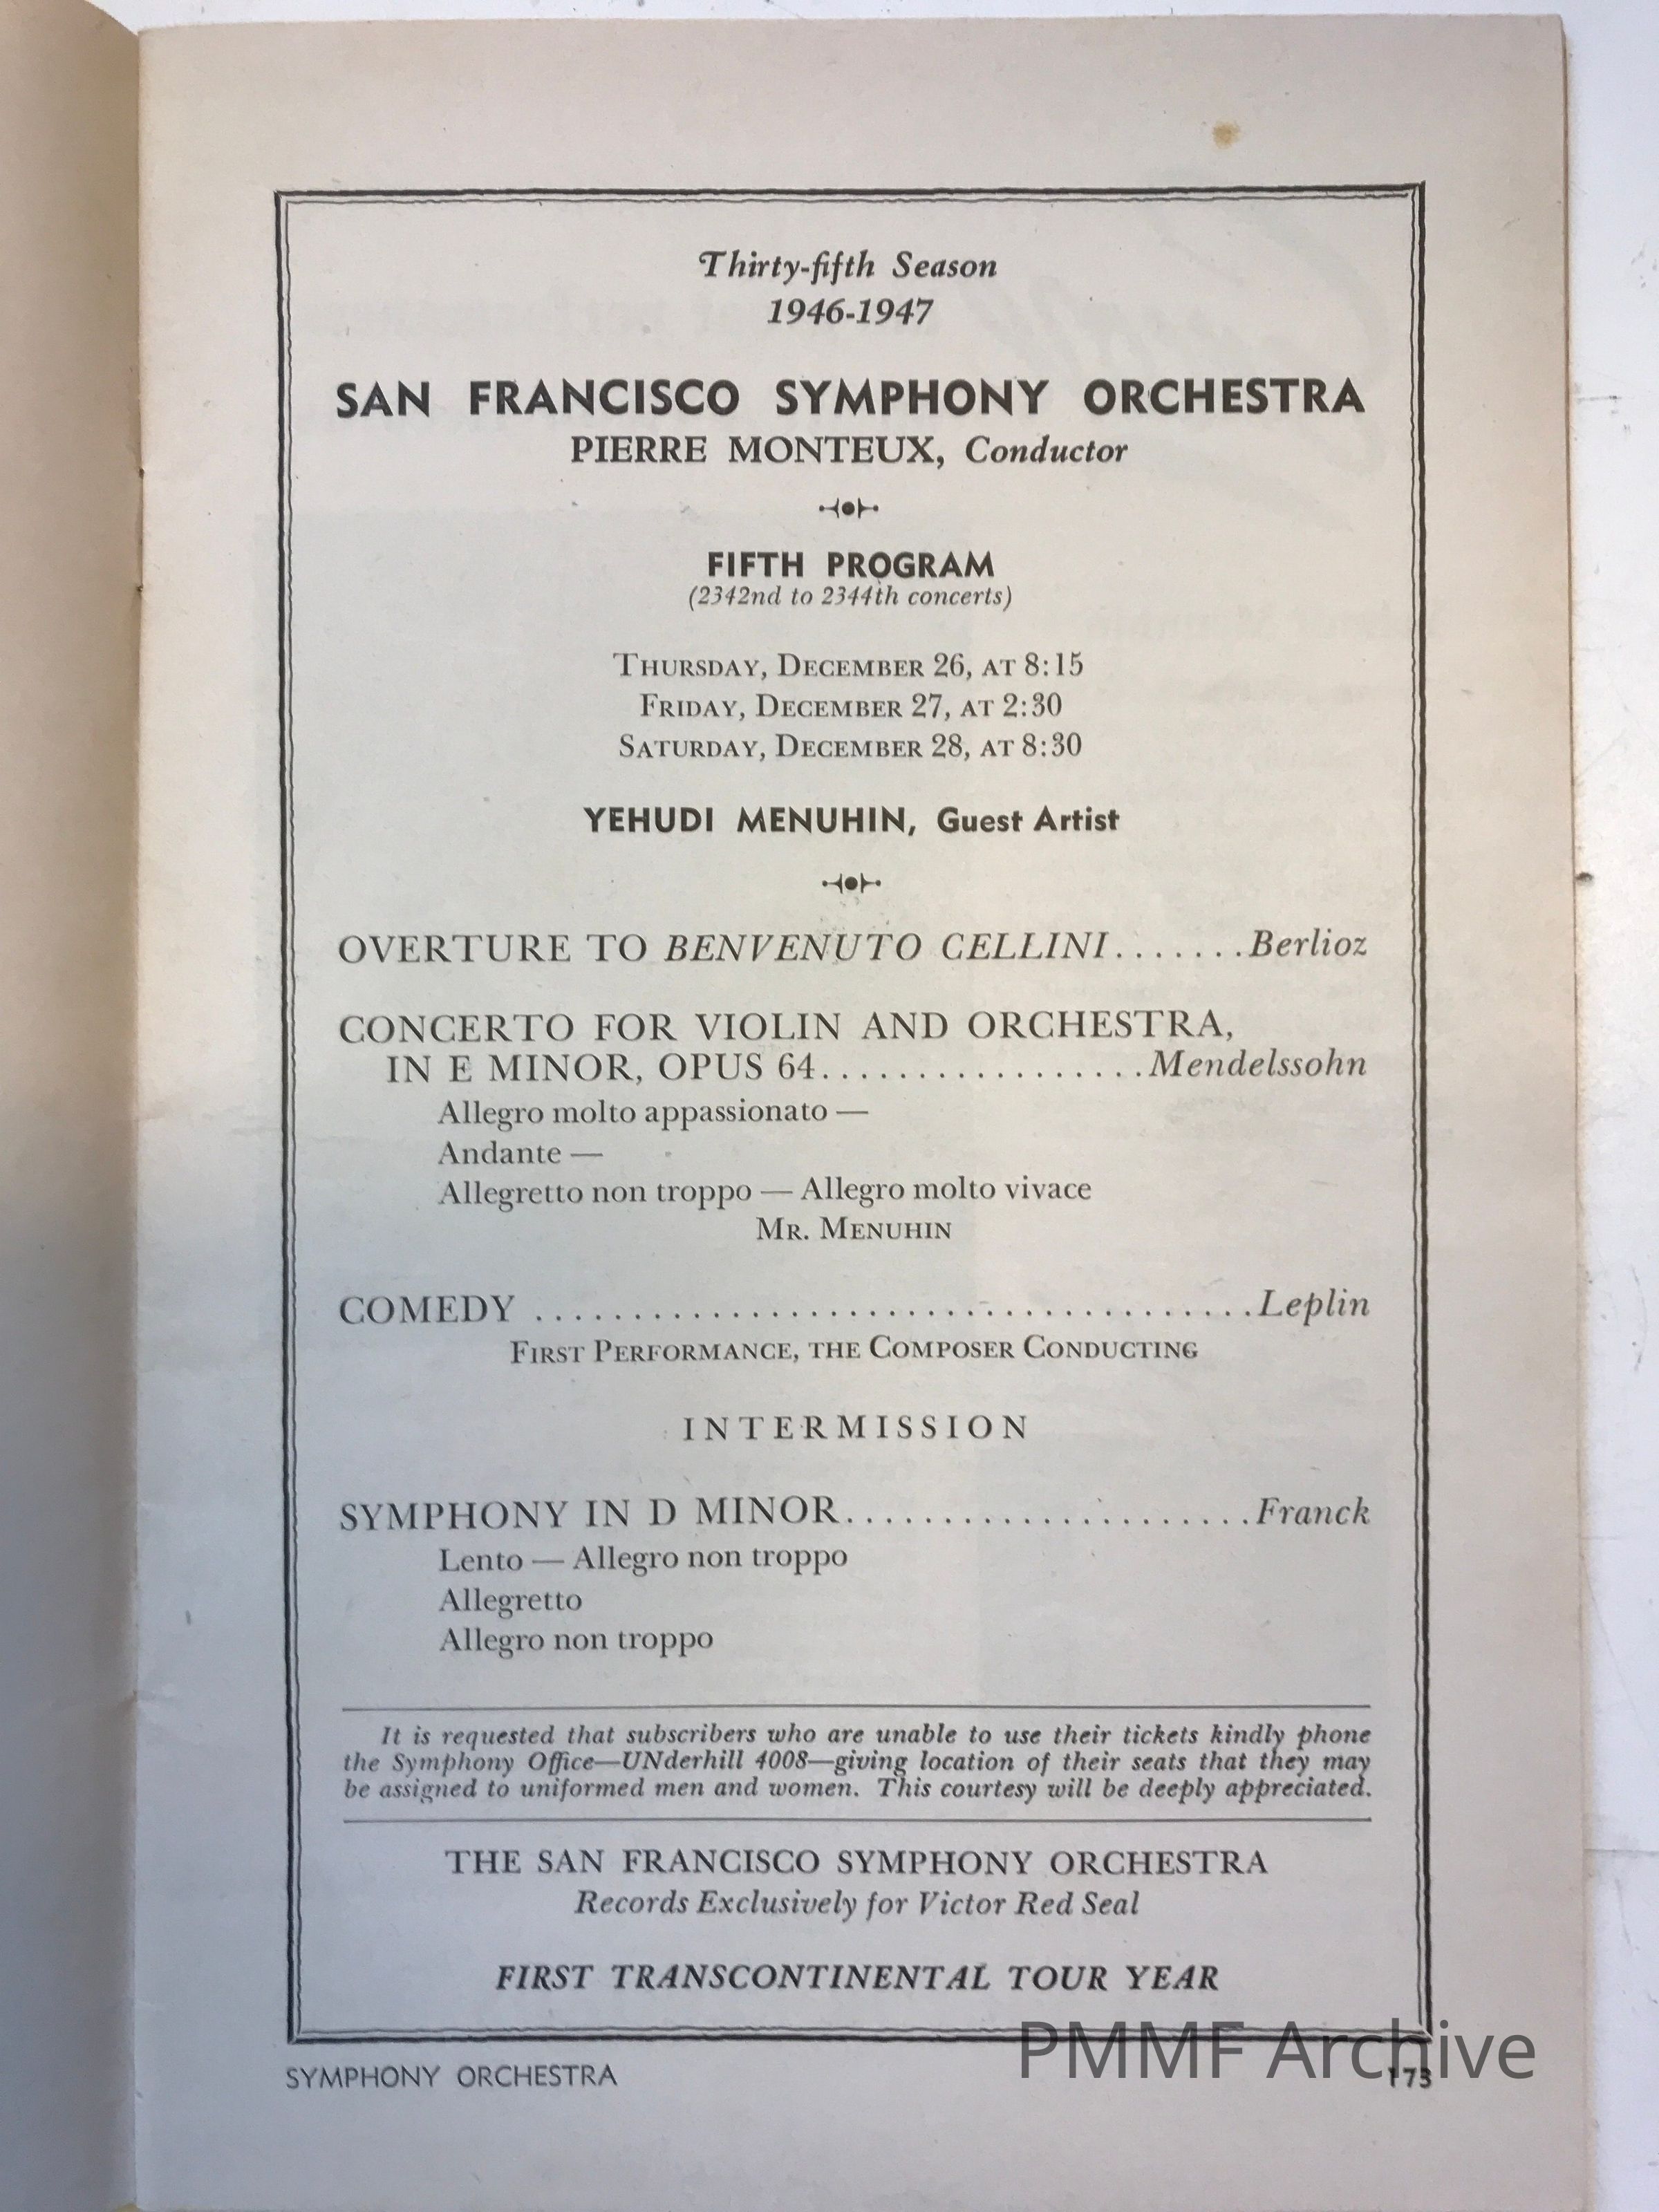 Thirty-fifth Season
1946-1947
SAN FRANCISCO SYMPHONY ORCHESTRA
PIERRE MONTEUX, Conductor
FIFTH PROGRAM
(2342nd to 2344th concerts)
THURSDAY, DECEMBER 26, AT 8:15
FRIDAY, DECEMBER 27, AT 2:30
SATURDAY, DECEMBER 28, AT 8:30
YEHUDI MENUHIN, Guest Artist
OVERTURE TO BENVENUTO CELLINI.......Berlioz
CONCERTO FOR VIOLIN AND ORCHESTRA,
IN E MINOR, OPUS 64.................Mendelssohn
Allegro molto appassionato —
Andante —
Allegretto non troppo — Allegro molto vivace
MR. MENUHIN
COMEDY ......................................Leplin
FIRST PERFORMANCE, THE COMPOSER CONDUCTING
INTERMISSION
SYMPHONY IN D MINOR......................Franck
Lento — Allegro non troppo
Allegretto
Allegro non troppo
It is requested that subscribers who are unable to use their tickets kindly phone
the Symphony Office—UNderhill 4008—giving location of their seats that they may
be assigned to uniformed men and women. This courtesy will be deeply appreciated.
THE SAN FRANCISCO SYMPHONY ORCHESTRA
Records Exclusively for Victor Red Seal
FIRST TRANSCONTINENTAL TOUR YEAR
PMMF Archive
SYMPHONY ORCHESTRA 173